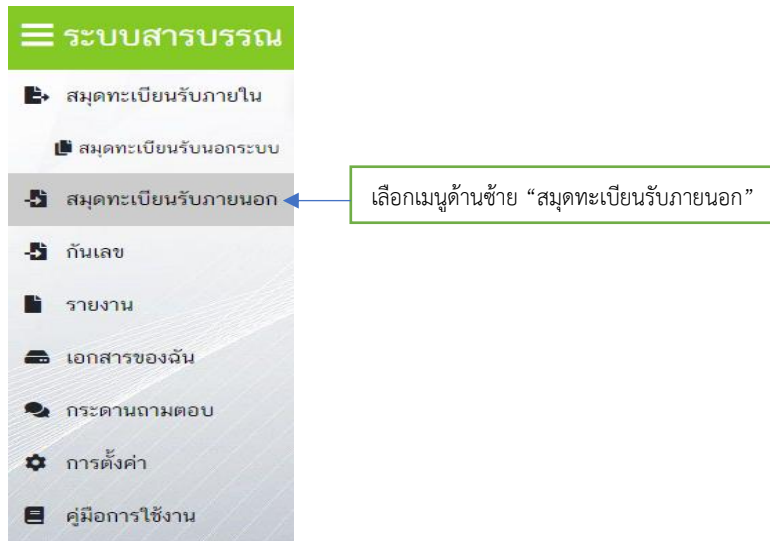 ระบบสารบรรณ
สมุดทะเบียนรับภายใน
สมุดทะเบียนรับนอกระบบ
สมุดทะเบียนรับภายนอก
เลือกเมนูด้านซ้าย “สมุดทะเบียนรับภายนอก”
กันเลข
รายงาน
เอกสารของฉัน
กระดานถามตอบ
การตั้งค่า
คู่มือการใช้งาน